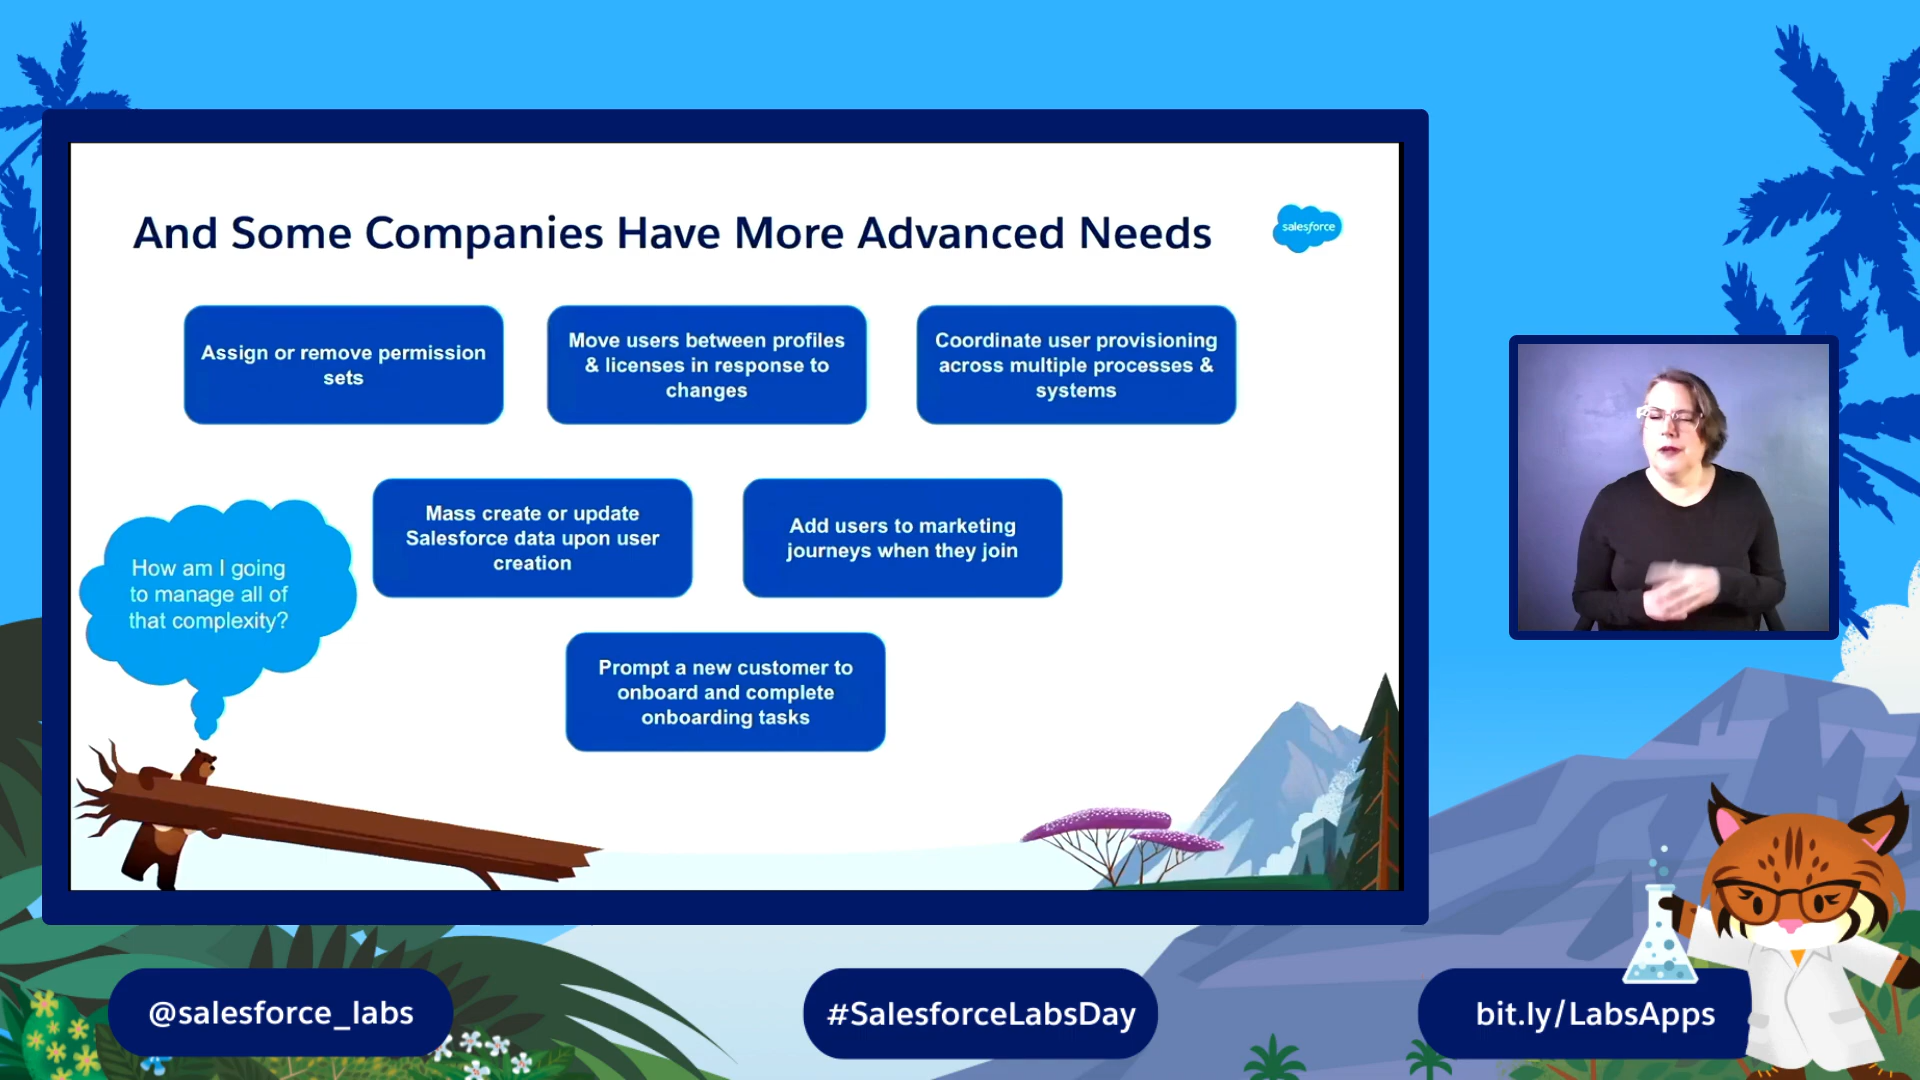 And Some Companies Have More Advanced Needs
salesforce
Assign or remove permission
sets
Move users between profiles
& licenses in response to
changes
Coordinate user provisioning
across multiple processes &
systems
Mass create or update
Salesforce data upon user
creation
Add users to marketing
journeys when they join
How am I going
to manage all of
that complexity?
Prompt a new customer to
onboard and complete
onboarding tasks
@salesforce_labs
#SalesforceLabsDay
bit.ly/LabsApps